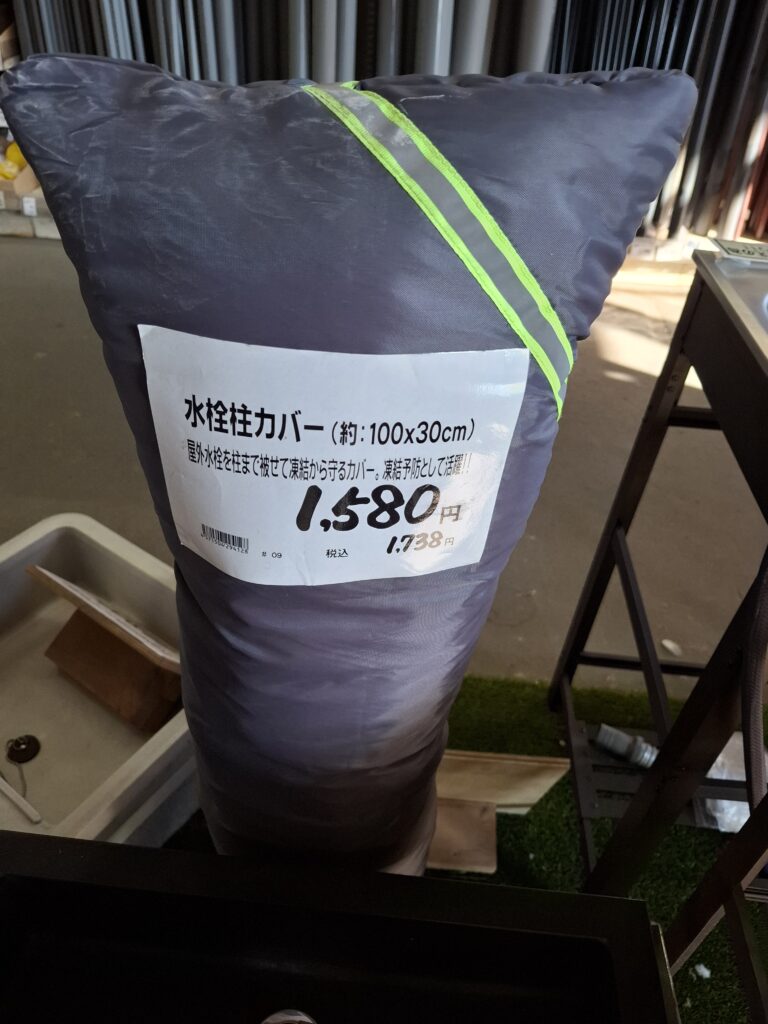 水栓柱カバー(約:100x30cm)
屋外水栓を柱まで被せて凍結から守るカバー。凍結予防として活躍!!
1,580円
# 09 税込 1,738円